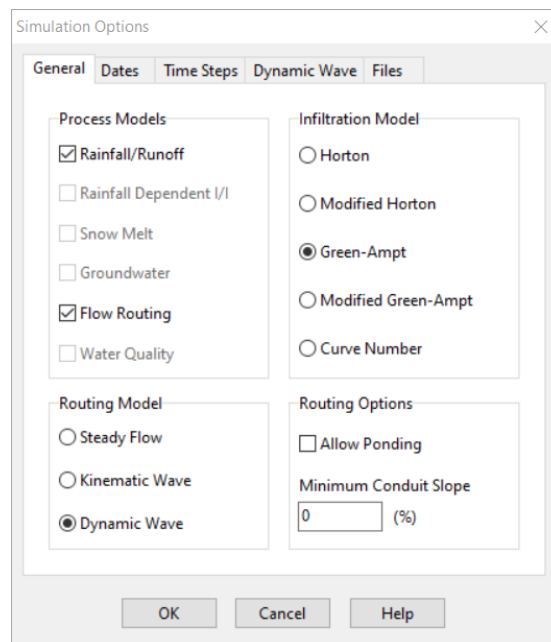 Simulation Options
General Dates Time Steps Dynamic Wave Files
Process Models
Rainfall/Runoff
Rainfall Dependent I/I
Snow Melt
Groundwater
Flow Routing
Water Quality
Infiltration Model
Horton
Modified Horton
Green-Ampt
Modified Green-Ampt
Curve Number
Routing Model
Steady Flow
Kinematic Wave
Dynamic Wave
Routing Options
Allow Ponding
Minimum Conduit Slope
0 (%)
OK Cancel Help